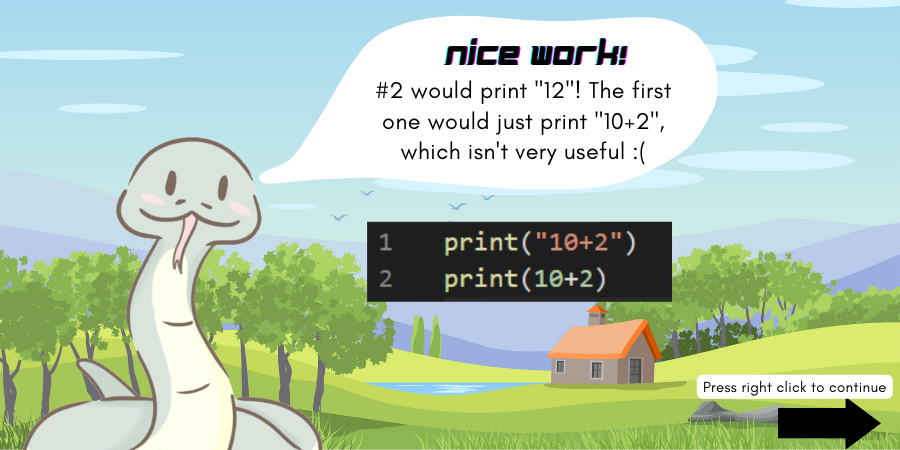 nice work!
#2 would print "12"! The first
one would just print "10+2",
which isn't very useful :(
1 print("10+2")
2 print(10+2)
Press right click to continue